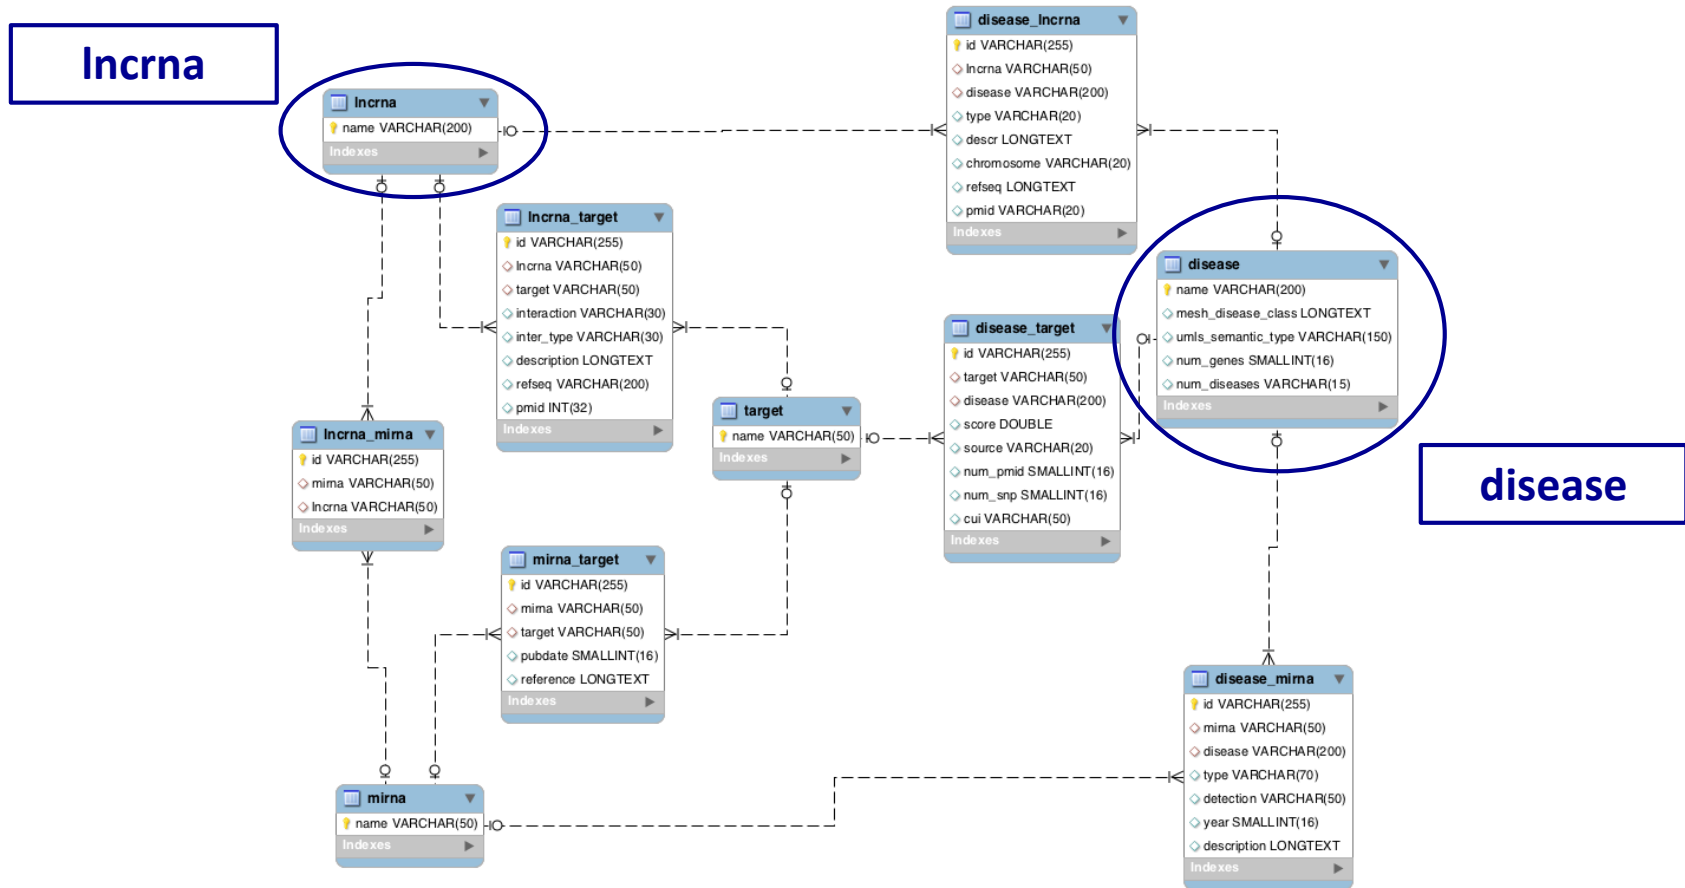 lncrna
lncrna
name VARCHAR(200)
Indexes
disease_lncrna
id VARCHAR(255)
lncrna VARCHAR(50)
disease VARCHAR(200)
type VARCHAR(20)
descr LONGTEXT
chromosome VARCHAR(20)
refseq LONGTEXT
pmid VARCHAR(20)
Indexes
lncrna_target
id VARCHAR(255)
lncrna VARCHAR(50)
target VARCHAR(50)
interaction VARCHAR(30)
inter_type VARCHAR(30)
description LONGTEXT
refseq VARCHAR(200)
pmid INT(32)
Indexes
disease
name VARCHAR(200)
mesh_disease_class LONGTEXT
umls_semantic_type VARCHAR(150)
num_genes SMALLINT(16)
num_diseases VARCHAR(15)
Indexes
disease_target
id VARCHAR(255)
target VARCHAR(50)
disease VARCHAR(200)
score DOUBLE
source VARCHAR(20)
num_pmid SMALLINT(16)
num_snp SMALLINT(16)
cui VARCHAR(50)
Indexes
target
name VARCHAR(50)
Indexes
lncrna_mirna
id VARCHAR(255)
mirna VARCHAR(50)
lncrna VARCHAR(50)
Indexes
disease
mirna_target
id VARCHAR(255)
mirna VARCHAR(50)
target VARCHAR(50)
pubdate SMALLINT(16)
reference LONGTEXT
Indexes
disease_mirna
id VARCHAR(255)
mirna VARCHAR(50)
disease VARCHAR(200)
type VARCHAR(70)
detection VARCHAR(50)
year SMALLINT(16)
description LONGTEXT
Indexes
mirna
name VARCHAR(50)
Indexes